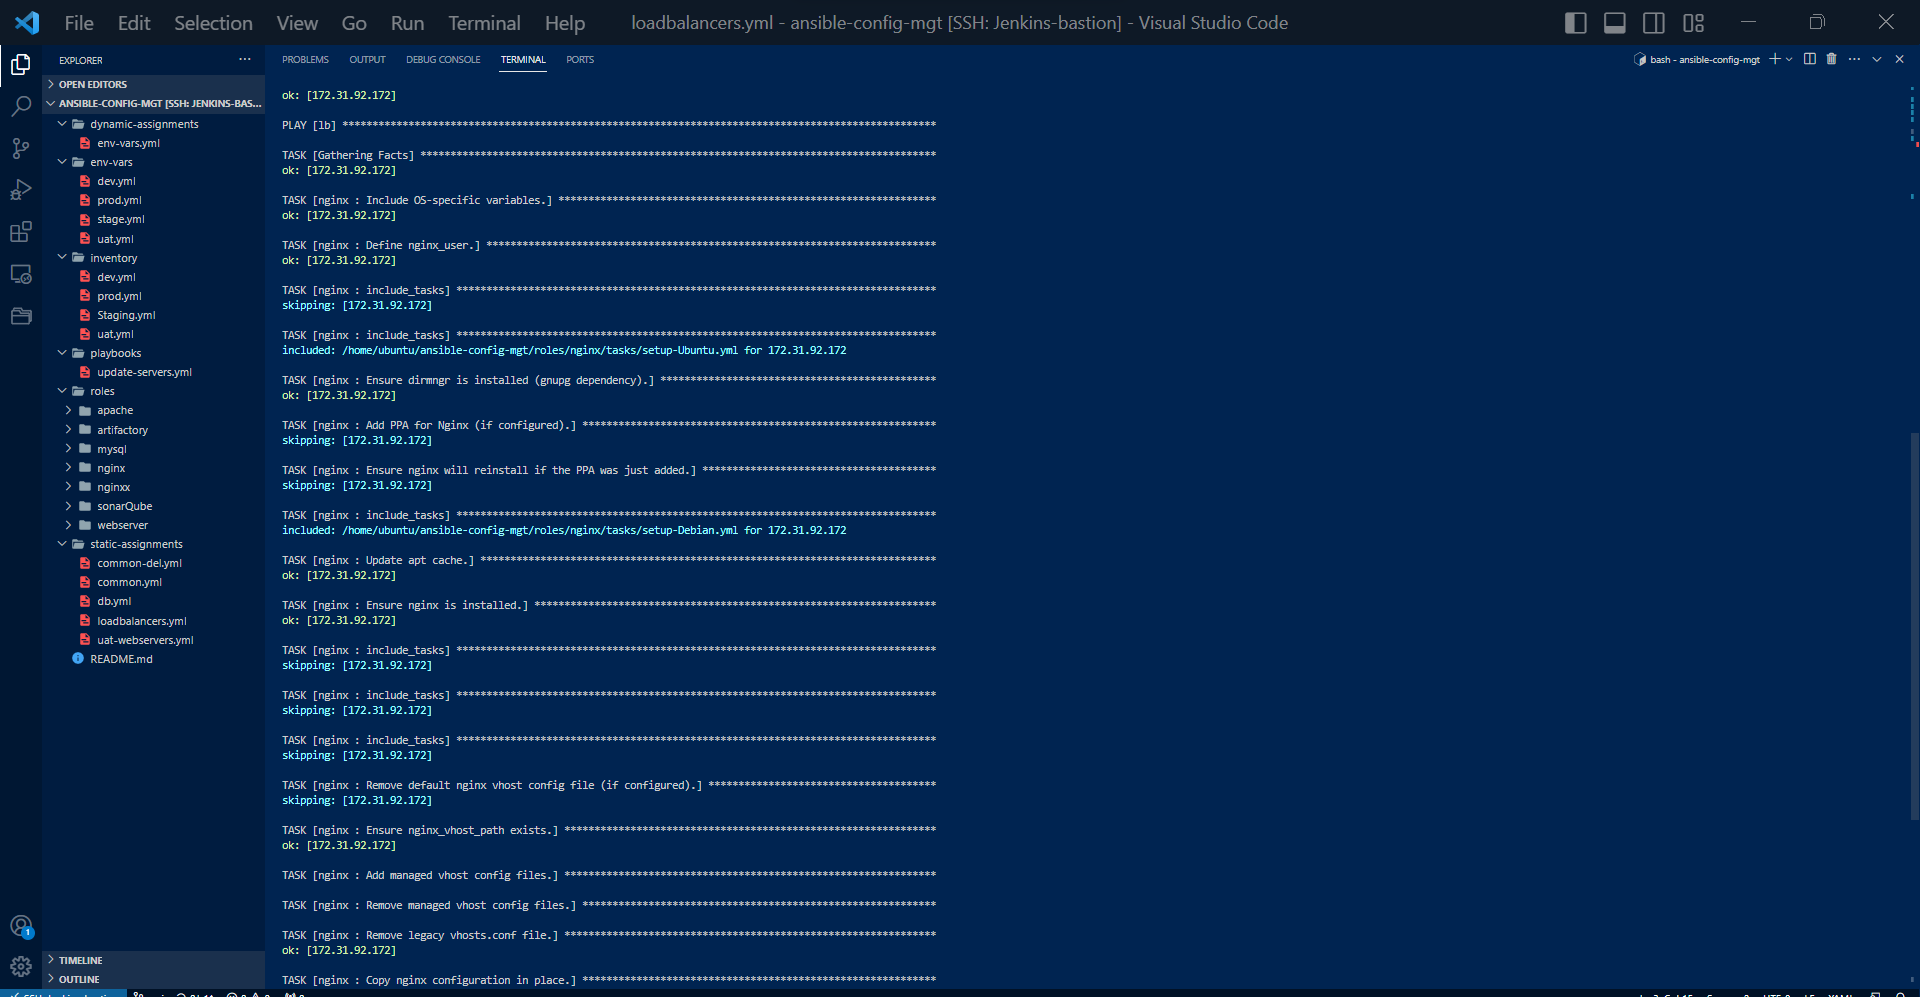 File Edit Selection View Go Run Terminal Help loadbalancers.yml - ansible-config-mgt [SSH: Jenkins-bastion] - Visual Studio Code
EXPLORER
OPEN EDITORS
ANSIBLE-CONFIG-MGT [SSH: JENKINS-BAS...
dynamic-assignments
env-vars.yml
env-vars
dev.yml
prod.yml
stage.yml
uat.yml
inventory
dev.yml
prod.yml
Staging.yml
uat.yml
playbooks
update-servers.yml
roles
apache
artifactory
mysql
nginx
nginxx
sonarQube
webserver
static-assignments
common-del.yml
common.yml
db.yml
loadbalancers.yml
uat-webservers.yml
README.md
TIMELINE
OUTLINE
1
PROBLEMS OUTPUT DEBUG CONSOLE TERMINAL PORTS
bash - ansible-config-mgt
ok: [172.31.92.172]
PLAY [lb] ***************************************************************************************************
TASK [Gathering Facts] **************************************************************************************
ok: [172.31.92.172]
TASK [nginx : Include OS-specific variables.] ***************************************************************
ok: [172.31.92.172]
TASK [nginx : Define nginx_user.] ***************************************************************************
ok: [172.31.92.172]
TASK [nginx : include_tasks] ********************************************************************************
skipping: [172.31.92.172]
TASK [nginx : include_tasks] ********************************************************************************
included: /home/ubuntu/ansible-config-mgt/roles/nginx/tasks/setup-Ubuntu.yml for 172.31.92.172
TASK [nginx : Ensure dirmngr is installed (gnupg dependency).] **********************************************
ok: [172.31.92.172]
TASK [nginx : Add PPA for Nginx (if configured).] ***********************************************************
skipping: [172.31.92.172]
TASK [nginx : Ensure nginx will reinstall if the PPA was just added.] ***************************************
skipping: [172.31.92.172]
TASK [nginx : include_tasks] ********************************************************************************
included: /home/ubuntu/ansible-config-mgt/roles/nginx/tasks/setup-Debian.yml for 172.31.92.172
TASK [nginx : Update apt cache.] ****************************************************************************
ok: [172.31.92.172]
TASK [nginx : Ensure nginx is installed.] *******************************************************************
ok: [172.31.92.172]
TASK [nginx : include_tasks] ********************************************************************************
skipping: [172.31.92.172]
TASK [nginx : include_tasks] ********************************************************************************
skipping: [172.31.92.172]
TASK [nginx : include_tasks] ********************************************************************************
skipping: [172.31.92.172]
TASK [nginx : Remove default nginx vhost config file (if configured).] **************************************
skipping: [172.31.92.172]
TASK [nginx : Ensure nginx_vhost_path exists.] **************************************************************
ok: [172.31.92.172]
TASK [nginx : Add managed vhost config files.] **************************************************************
TASK [nginx : Remove managed vhost config files.] ***********************************************************
TASK [nginx : Remove legacy vhosts.conf file.] **************************************************************
ok: [172.31.92.172]
TASK [nginx : Copy nginx configuration in place.] ***********************************************************